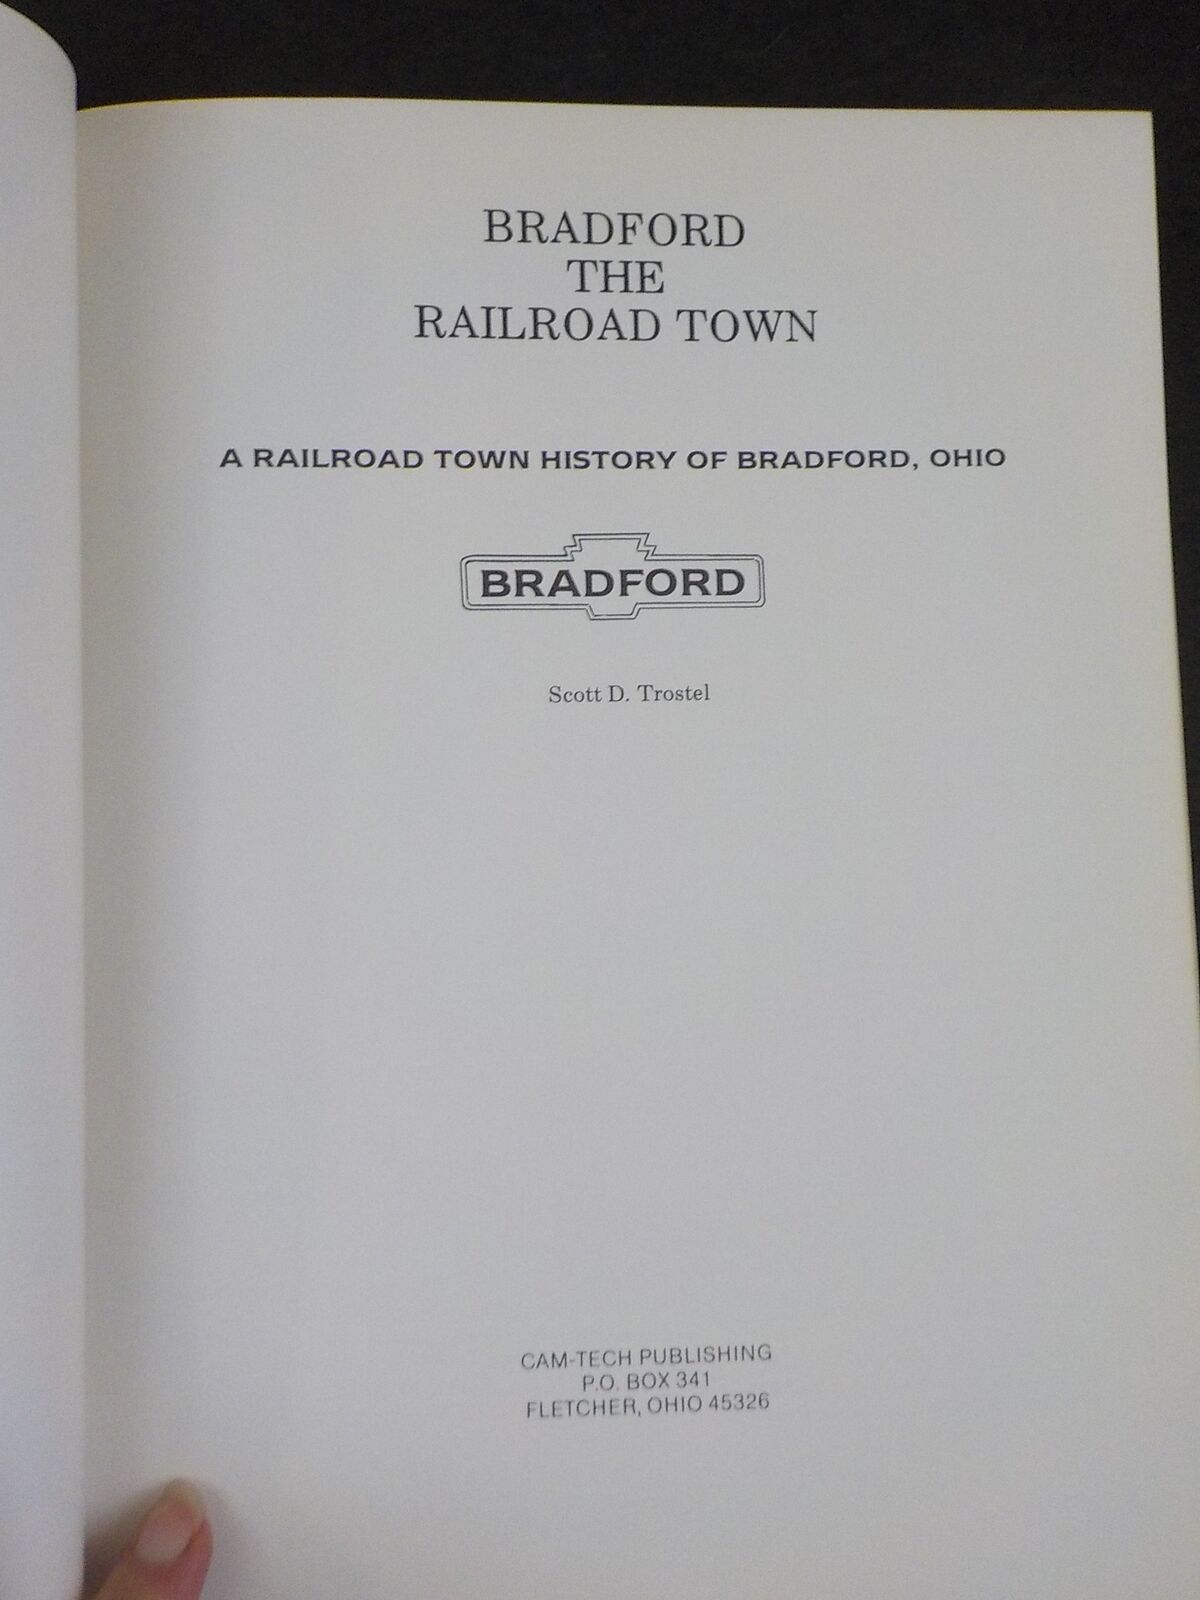 BRADFORD
THE
RAILROAD TOWN
A RAILROAD TOWN HISTORY OF BRADFORD, OHIO
BRADFORD
Scott D. Trostel
CAM-TECH PUBLISHING
P.O. BOX 341
FLETCHER, OHIO 45326